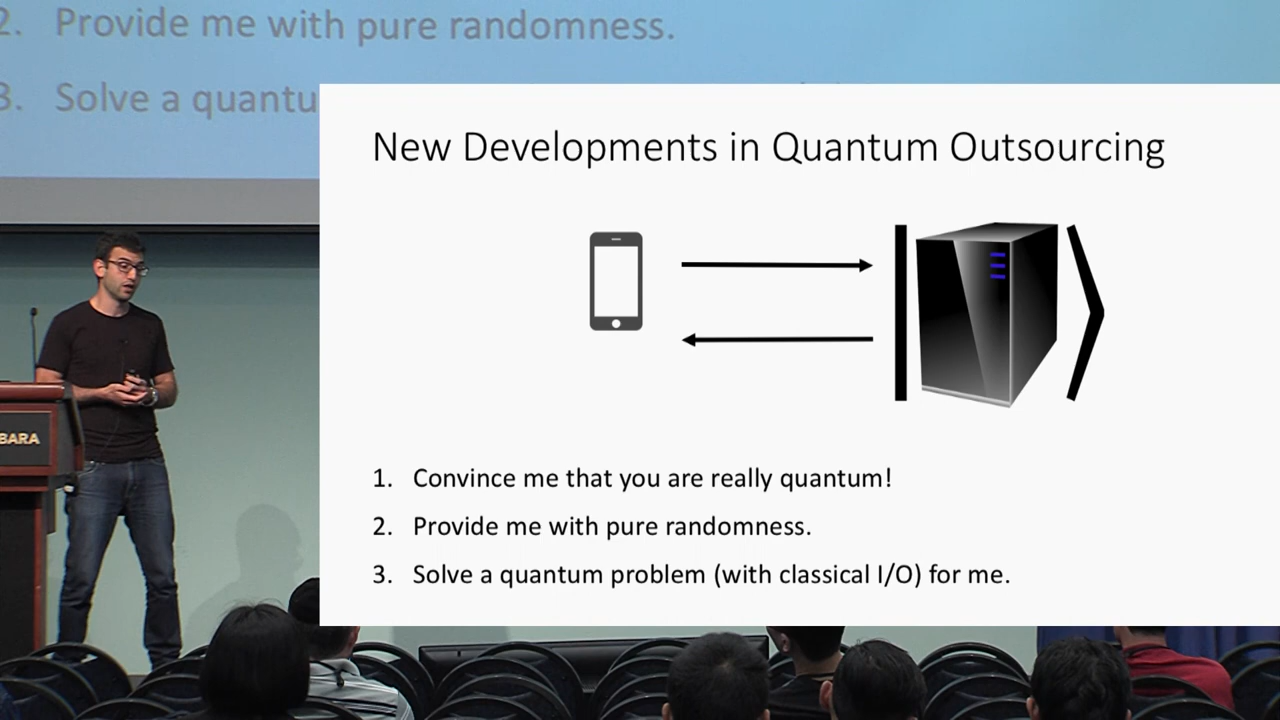 2. Provide me with pure randomness.
3. Solve a quantu
BARA
New Developments in Quantum Outsourcing
1. Convince me that you are really quantum!
2. Provide me with pure randomness.
3. Solve a quantum problem (with classical I/O) for me.